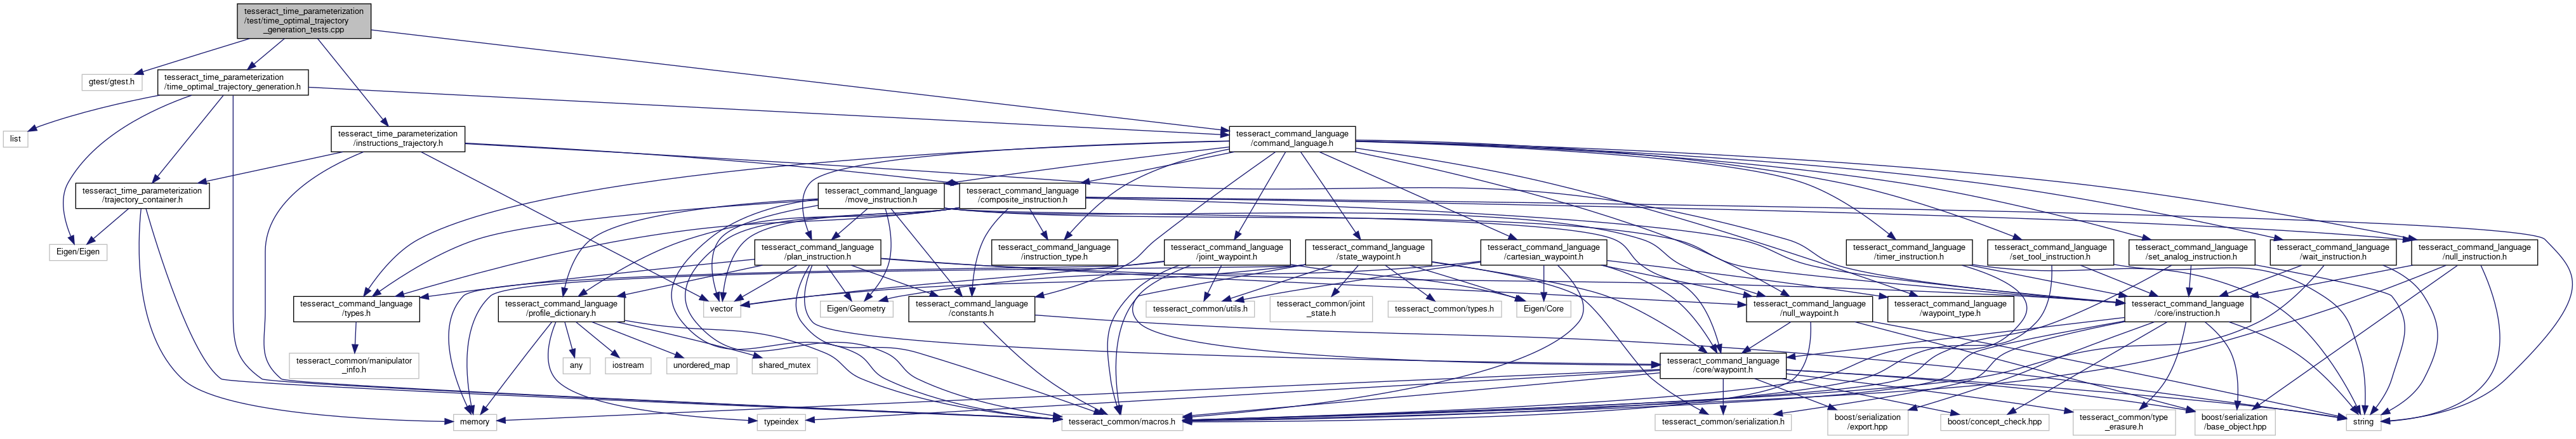 tesseract_time_parameterization
/test/time_optimal_trajectory
_generation_tests.cpp
gtest/gtest.h
tesseract_time_parameterization
/time_optimal_trajectory_generation.h
list
tesseract_time_parameterization
/instructions_trajectory.h
tesseract_command_language
/command_language.h
tesseract_time_parameterization
/trajectory_container.h
tesseract_command_language
/move_instruction.h
tesseract_command_language
/composite_instruction.h
Eigen/Eigen
tesseract_command_language
/plan_instruction.h
tesseract_command_language
/instruction_type.h
tesseract_command_language
/joint_waypoint.h
tesseract_command_language
/state_waypoint.h
tesseract_command_language
/cartesian_waypoint.h
tesseract_command_language
/timer_instruction.h
tesseract_command_language
/set_tool_instruction.h
tesseract_command_language
/set_analog_instruction.h
tesseract_command_language
/wait_instruction.h
tesseract_command_language
/null_instruction.h
tesseract_command_language
/types.h
tesseract_command_language
/profile_dictionary.h
vector
Eigen/Geometry
tesseract_command_language
/constants.h
tesseract_common/utils.h
tesseract_common/joint
_state.h
tesseract_common/types.h
Eigen/Core
tesseract_command_language
/null_waypoint.h
tesseract_command_language
/waypoint_type.h
tesseract_command_language
/core/instruction.h
tesseract_common/manipulator
_info.h
any
iostream
unordered_map
shared_mutex
tesseract_command_language
/core/waypoint.h
memory
typeindex
tesseract_common/macros.h
tesseract_common/serialization.h
boost/serialization
/export.hpp
boost/concept_check.hpp
tesseract_common/type
_erasure.h
boost/serialization
/base_object.hpp
string